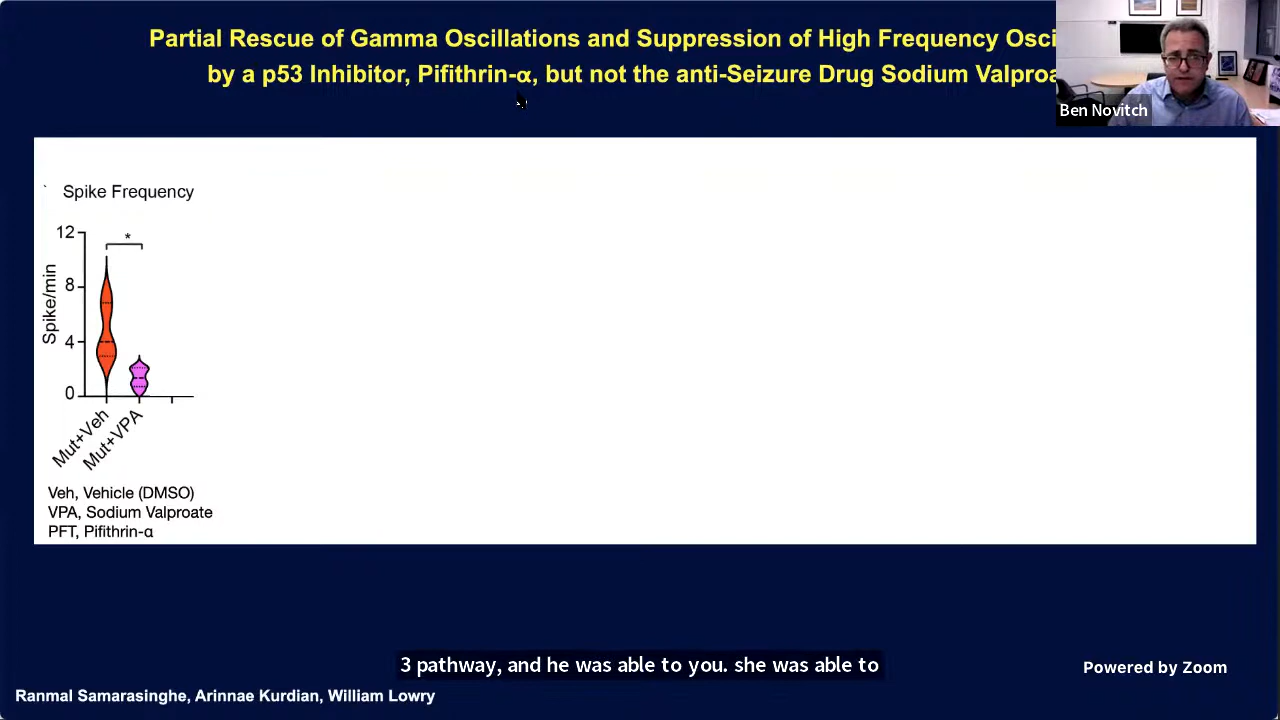 Partial Rescue of Gamma Oscillations and Suppression of High Frequency Osci
by a p53 Inhibitor, Pifithrin-α, but not the anti-Seizure Drug Sodium Valproa
Ben Novitch
` Spike Frequency
12
*
8
4
0
Spike/min
Mut+Veh
Mut+VPA
Veh, Vehicle (DMSO)
VPA, Sodium Valproate
PFT, Pifithrin-α
3 pathway, and he was able to you. she was able to
Powered by Zoom
Ranmal Samarasinghe, Arinnae Kurdian, William Lowry